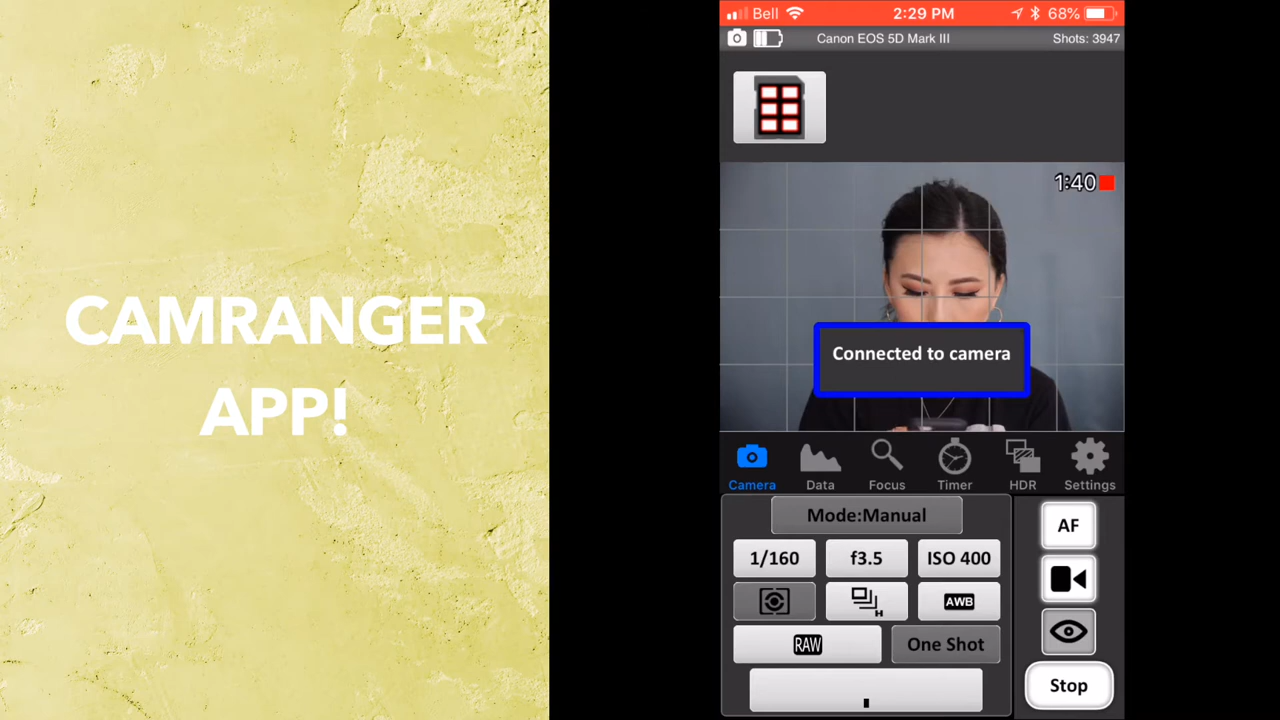 CAMRANGER
APP!
Bell 2:29 PM 68%
Canon EOS 5D Mark III Shots: 3947
1:40
Connected to camera
Camera Data Focus Timer HDR Settings
Mode:Manual
AF
1/160 f3.5 ISO 400
H AWB
RAW One Shot
Stop